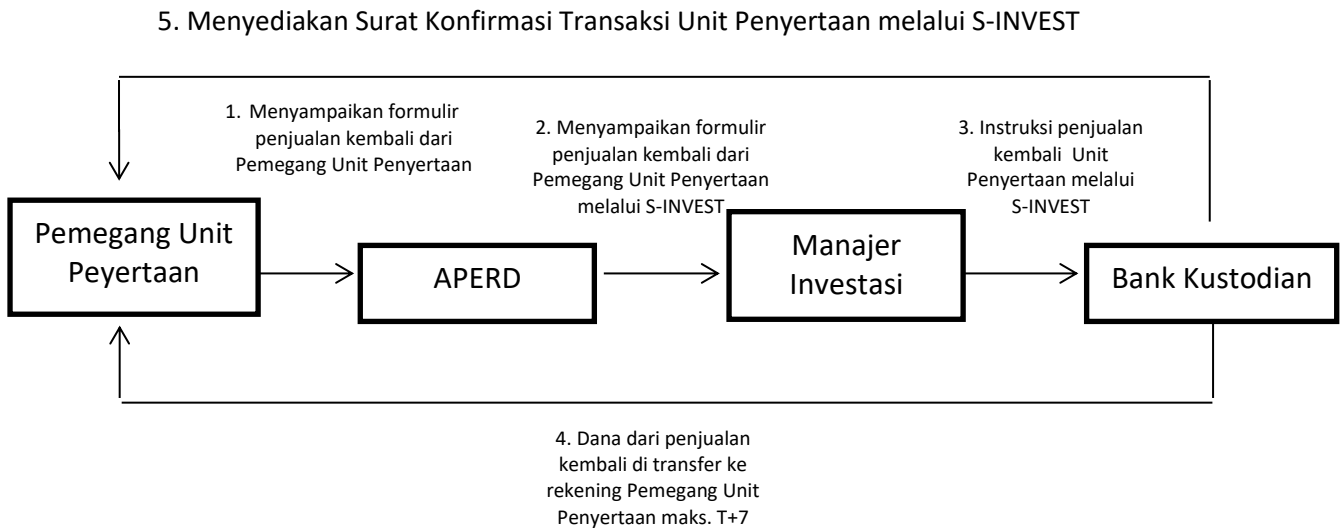 5. Menyediakan Surat Konfirmasi Transaksi Unit Penyertaan melalui S-INVEST
1. Menyampaikan formulir
penjualan kembali dari
Pemegang Unit Penyertaan
2. Menyampaikan formulir
penjualan kembali dari
Pemegang Unit Penyertaan
melalui S-INVEST
3. Instruksi penjualan
kembali Unit
Penyertaan melalui
S-INVEST
Pemegang Unit
Peyertaan
APERD
Manajer
Investasi
Bank Kustodian
4. Dana dari penjualan
kembali di transfer ke
rekening Pemegang Unit
Penyertaan maks. T+7